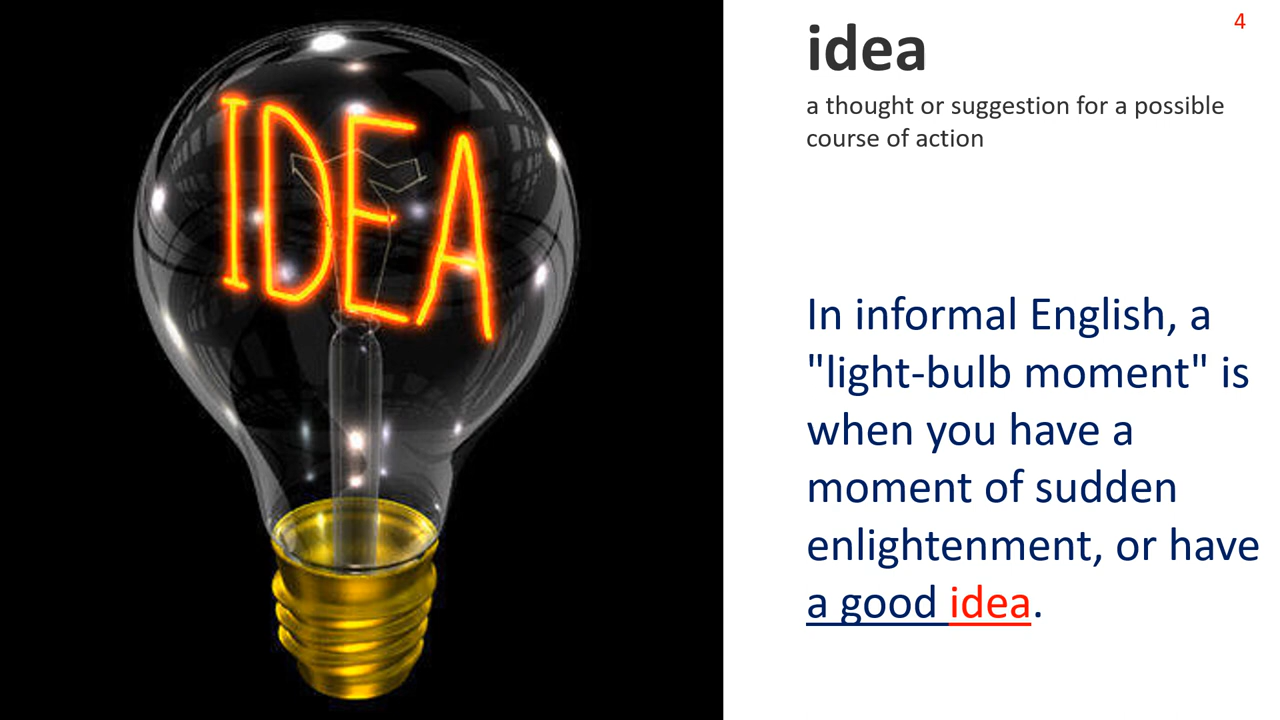 IDEA
4
idea
a thought or suggestion for a possible
course of action
In informal English, a
"light-bulb moment" is
when you have a
moment of sudden
enlightenment, or have
a good idea.